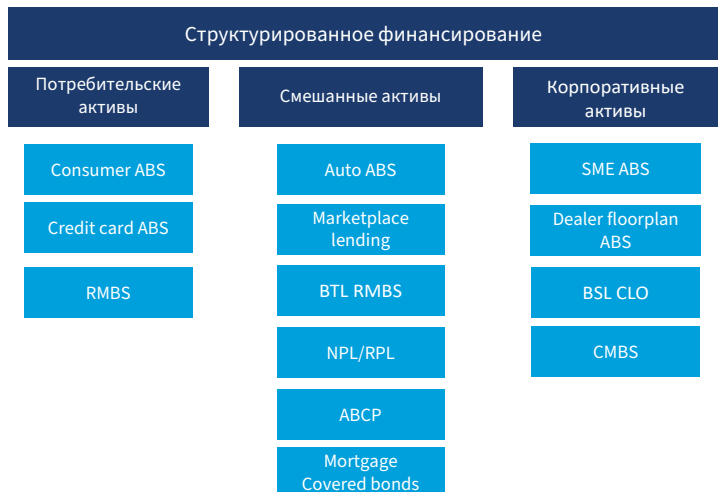 Структурированное финансирование
Потребительские
активы
Consumer ABS
Credit card ABS
RMBS
Смешанные активы
Auto ABS
Marketplace
lending
BTL RMBS
NPL/RPL
ABCP
Mortgage
Covered bonds
Корпоративные
активы
SME ABS
Dealer floorplan
ABS
BSL CLO
CMBS